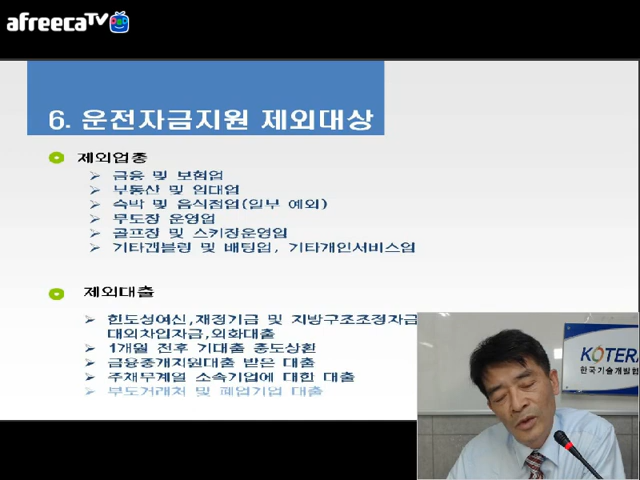 afreecaTV
6. 운전자금지원 제외대상
제외업종
금융 및 보험업
부동산 및 임대업
숙박 및 음식점업(일부 예외)
무도장 운영업
골프장 및 스키장운영업
기타갬블링 및 배팅업, 기타개인서비스업
제외대출
한도성여신,재정기금 및 지방구조조정자금
대외차입자금,외화대출
1개월 전후 기대출 중도상환
금융중개지원대출 받은 대출
주채무계열 소속기업에 대한 대출
부도거래처 및 폐업기업 대출
KOTERA
한국기술개발협